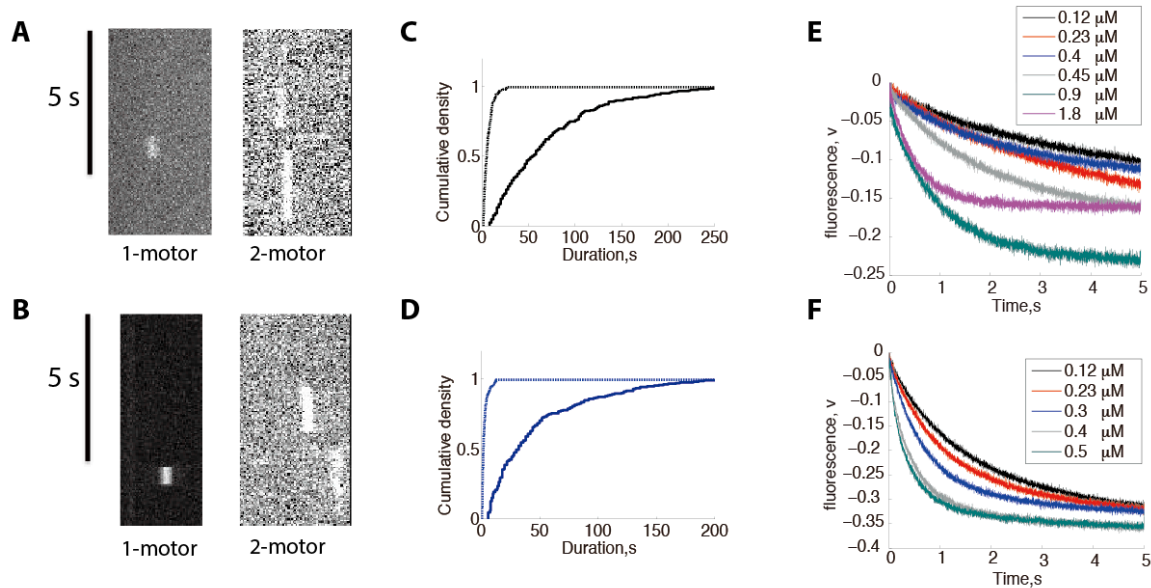 A
5 s
1-motor
2-motor
B
5 s
1-motor
2-motor
C
Cumulative density
1
0.5
0
0
50
100
150
200
250
Duration,s
D
Cumulative density
1
0.5
0
0
50
100
150
200
Duration,s
E
0.12 μM
0.23 μM
0.4 μM
0.45 μM
0.9 μM
1.8 μM
fluorescence, v
0
−0.05
−0.1
−0.15
−0.2
−0.25
0
1
2
3
4
5
Time,s
F
0.12 μM
0.23 μM
0.3 μM
0.4 μM
0.5 μM
fluorescence, v
0
−0.05
−0.1
−0.15
−0.2
−0.25
−0.3
−0.35
−0.4
0
1
2
3
4
5
Time,s